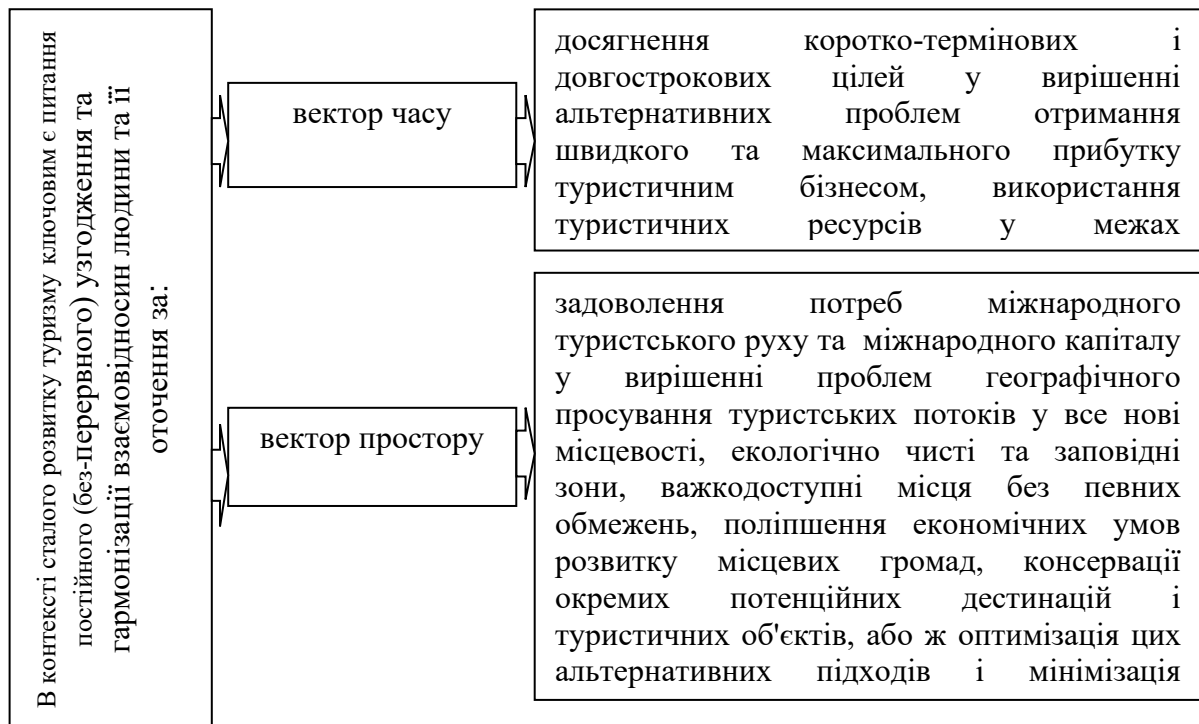 В контексті сталого розвитку туризму ключовим є питання
постійного (без-перервного) узгодження та
гармонізації взаємовідносин людини та її
оточення за:
вектор часу
досягнення коротко-термінових і
довгострокових цілей у вирішенні
альтернативних проблем отримання
швидкого та максимального прибутку
туристичним бізнесом, використання
туристичних ресурсів у межах
вектор простору
задоволення потреб міжнародного
туристського руху та міжнародного капіталу
у вирішенні проблем географічного
просування туристських потоків у все нові
місцевості, екологічно чисті та заповідні
зони, важкодоступні місця без певних
обмежень, поліпшення економічних умов
розвитку місцевих громад, консервації
окремих потенційних дестинацій і
туристичних об'єктів, або ж оптимізація цих
альтернативних підходів і мінімізація